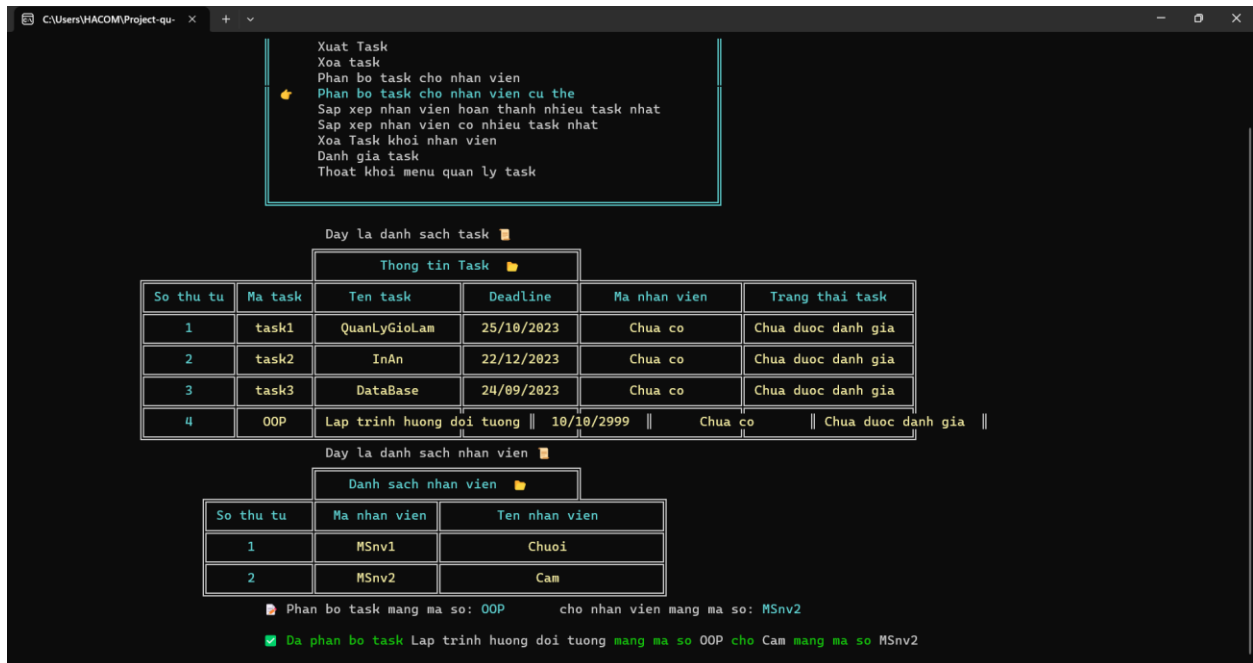 C:\Users\HACOM\Project-qu-
Xuat Task
Xoa task
Phan bo task cho nhan vien
Phan bo task cho nhan vien cu the
Sap xep nhan vien hoan thanh nhieu task nhat
Sap xep nhan vien co nhieu task nhat
Xoa Task khoi nhan vien
Danh gia task
Thoat khoi menu quan ly task
Day la danh sach task
Thong tin Task
So thu tu Ma task Ten task Deadline Ma nhan vien Trang thai task
1 task1 QuanLyGioLam 25/10/2023 Chua co Chua duoc danh gia
2 task2 InAn 22/12/2023 Chua co Chua duoc danh gia
3 task3 DataBase 24/09/2023 Chua co Chua duoc danh gia
4 OOP Lap trinh huong doi tuong 10/10/2999 Chua co Chua duoc danh gia
Day la danh sach nhan vien
Danh sach nhan vien
So thu tu Ma nhan vien Ten nhan vien
1 MSnv1 Chuoi
2 MSnv2 Cam
Phan bo task mang ma so: OOP cho nhan vien mang ma so: MSnv2
Da phan bo task Lap trinh huong doi tuong mang ma so OOP cho Cam mang ma so MSnv2